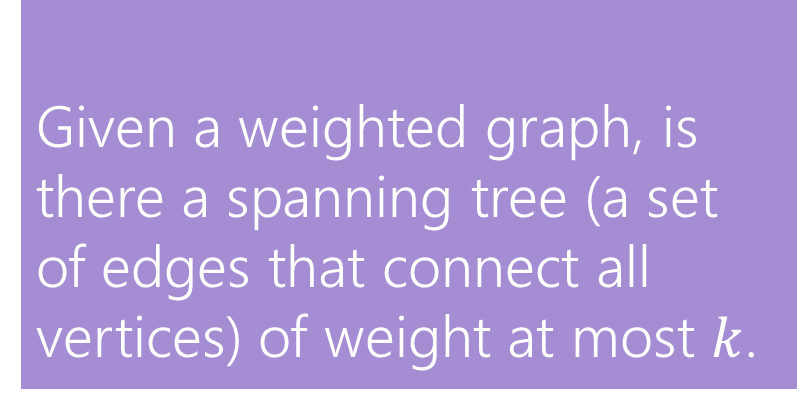 Given a weighted graph, is
there a spanning tree (a set
of edges that connect all
vertices) of weight at most k.